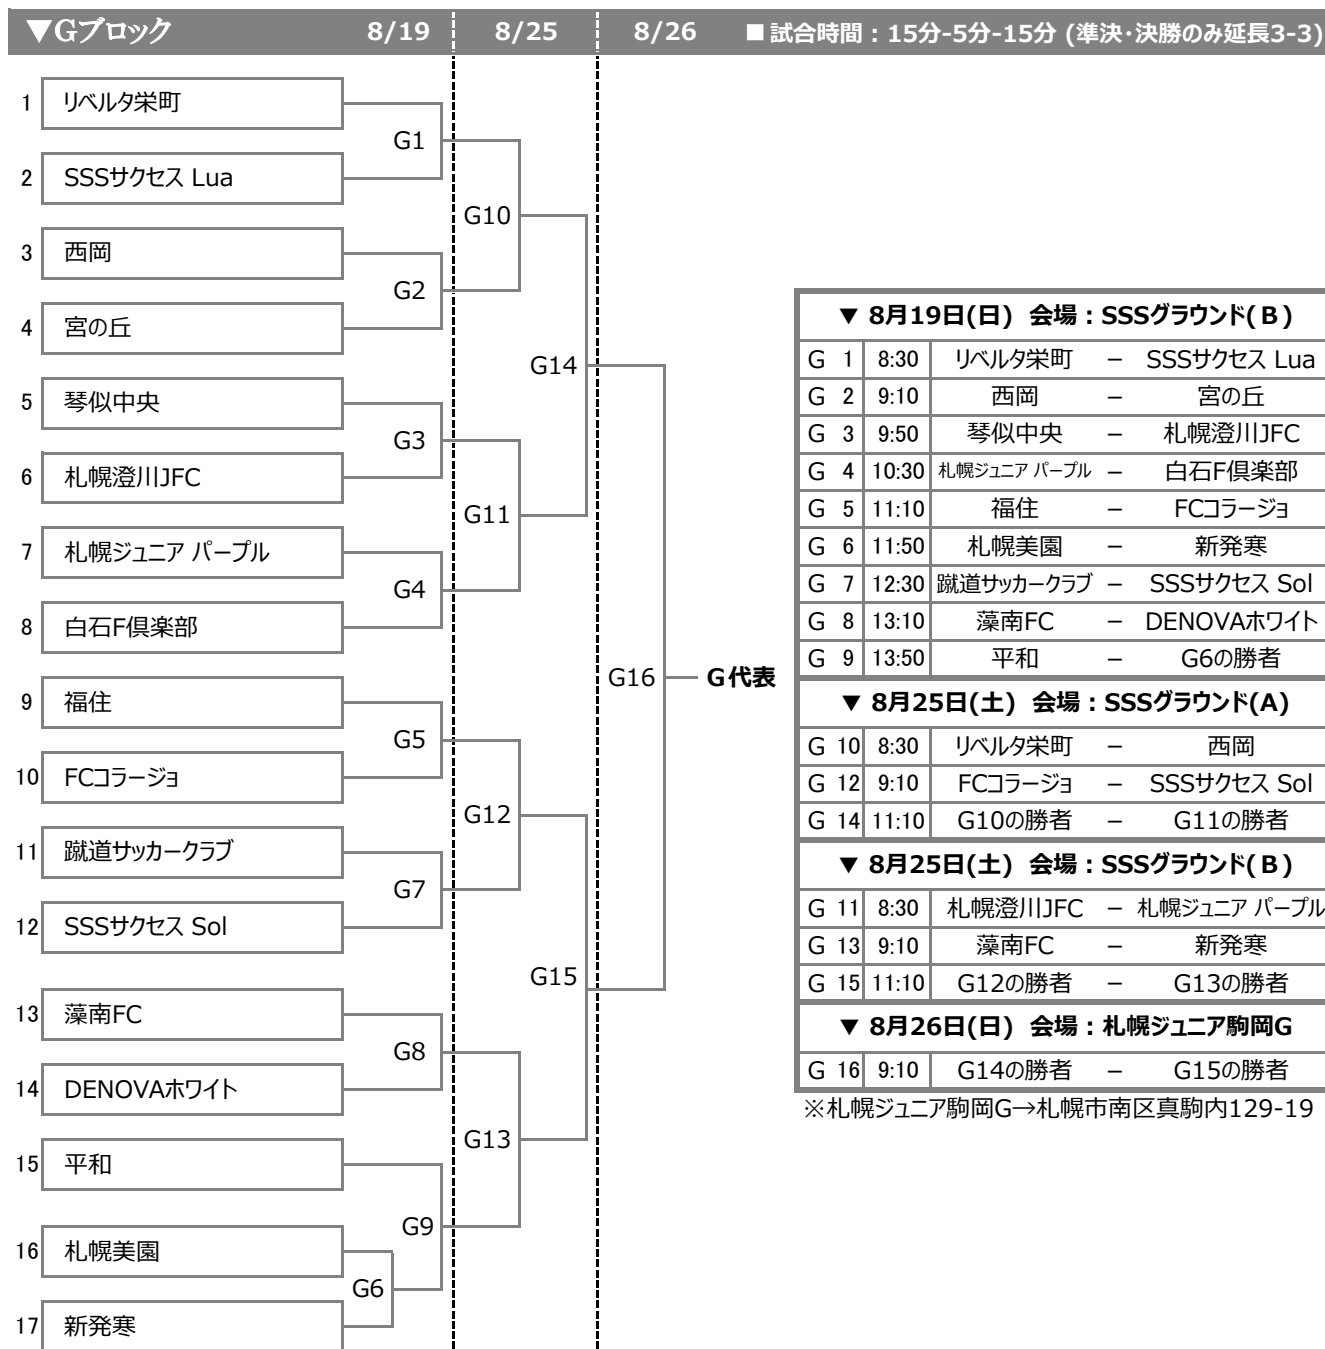 ▼Gブロック 8/19 8/25 8/26 ■試合時間：15分-5分-15分 (準決・決勝のみ延長3-3)
1 リベルタ栄町
G1
2 SSSサクセス Lua
G10
3 西岡
G2
4 宮の丘
G14
5 琴似中央
G3
6 札幌澄川JFC
G11
7 札幌ジュニア パープル
G4
8 白石F倶楽部
G16 G代表
9 福住
G5
10 FCコラージョ
G12
11 蹴道サッカークラブ
G7
12 SSSサクセス Sol
G15
13 藻南FC
G8
14 DENOVAホワイト
G13
15 平和
G9
16 札幌美園
G6
17 新発寒
▼ 8月19日(日) 会場：SSSグラウンド(B)
G 1 8:30 リベルタ栄町 － SSSサクセス Lua
G 2 9:10 西岡 － 宮の丘
G 3 9:50 琴似中央 － 札幌澄川JFC
G 4 10:30 札幌ジュニア パープル － 白石F倶楽部
G 5 11:10 福住 － FCコラージョ
G 6 11:50 札幌美園 － 新発寒
G 7 12:30 蹴道サッカークラブ － SSSサクセス Sol
G 8 13:10 藻南FC － DENOVAホワイト
G 9 13:50 平和 － G6の勝者
▼ 8月25日(土) 会場：SSSグラウンド(A)
G 10 8:30 リベルタ栄町 － 西岡
G 12 9:10 FCコラージョ － SSSサクセス Sol
G 14 11:10 G10の勝者 － G11の勝者
▼ 8月25日(土) 会場：SSSグラウンド(B)
G 11 8:30 札幌澄川JFC － 札幌ジュニア パープル
G 13 9:10 藻南FC － 新発寒
G 15 11:10 G12の勝者 － G13の勝者
▼ 8月26日(日) 会場：札幌ジュニア駒岡G
G 16 9:10 G14の勝者 － G15の勝者
※札幌ジュニア駒岡G→札幌市南区真駒内129-19